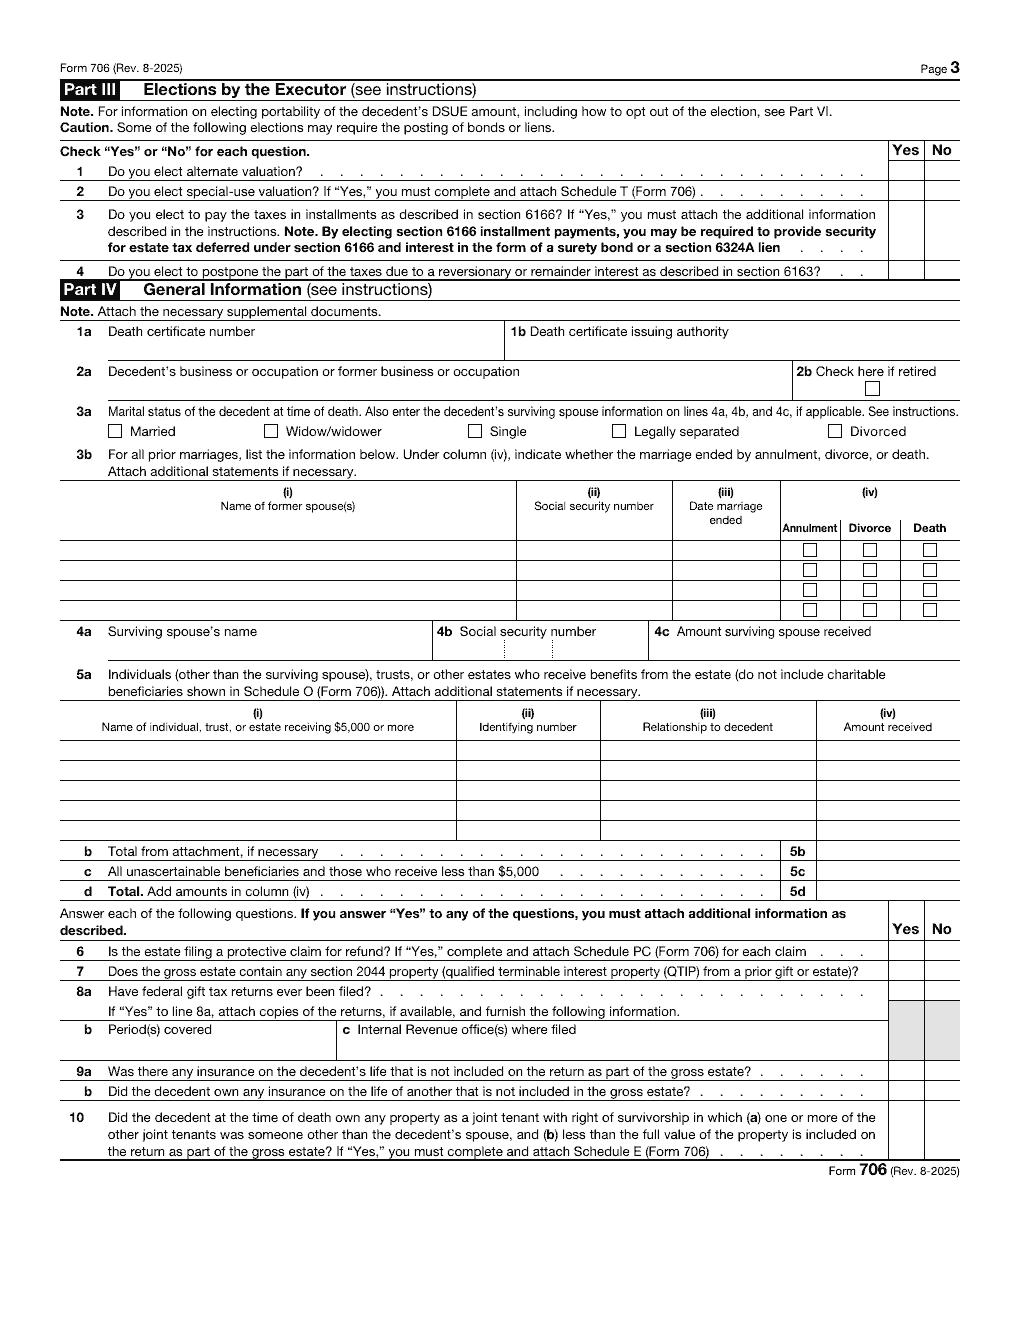 Form 706 (Rev. 8-2025) Page 3
Part III Elections by the Executor (see instructions)
Note. For information on electing portability of the decedent’s DSUE amount, including how to opt out of the election, see Part VI.
Caution. Some of the following elections may require the posting of bonds or liens.
Check “Yes” or “No” for each question. Yes No
1 Do you elect alternate valuation? . . . . . . . . . . . . . . . . . . . . . . . .
2 Do you elect special-use valuation? If “Yes,” you must complete and attach Schedule T (Form 706) . . . . . . . .
3 Do you elect to pay the taxes in installments as described in section 6166? If “Yes,” you must attach the additional information
described in the instructions. Note. By electing section 6166 installment payments, you may be required to provide security
for estate tax deferred under section 6166 and interest in the form of a surety bond or a section 6324A lien . . . .
4 Do you elect to postpone the part of the taxes due to a reversionary or remainder interest as described in section 6163? . .
Part IV General Information (see instructions)
Note. Attach the necessary supplemental documents.
1a Death certificate number 1b Death certificate issuing authority
2a Decedent’s business or occupation or former business or occupation 2b Check here if retired
3a Marital status of the decedent at time of death. Also enter the decedent’s surviving spouse information on lines 4a, 4b, and 4c, if applicable. See instructions.
Married Widow/widower Single Legally separated Divorced
3b For all prior marriages, list the information below. Under column (iv), indicate whether the marriage ended by annulment, divorce, or death.
Attach additional statements if necessary.
(i) (ii) (iii) (iv)
Name of former spouse(s) Social security number Date marriage
ended
Annulment Divorce Death
4a Surviving spouse’s name 4b Social security number 4c Amount surviving spouse received
5a Individuals (other than the surviving spouse), trusts, or other estates who receive benefits from the estate (do not include charitable
beneficiaries shown in Schedule O (Form 706)). Attach additional statements if necessary.
(i) (ii) (iii) (iv)
Name of individual, trust, or estate receiving $5,000 or more Identifying number Relationship to decedent Amount received
b Total from attachment, if necessary . . . . . . . . . . . . . . . . . . 5b
c All unascertainable beneficiaries and those who receive less than $5,000 . . . . . . . . . 5c
d Total. Add amounts in column (iv) . . . . . . . . . . . . . . . . . . . 5d
Answer each of the following questions. If you answer “Yes” to any of the questions, you must attach additional information as
described. Yes No
6 Is the estate filing a protective claim for refund? If “Yes,” complete and attach Schedule PC (Form 706) for each claim . . .
7 Does the gross estate contain any section 2044 property (qualified terminable interest property (QTIP) from a prior gift or estate)?
8a Have federal gift tax returns ever been filed? . . . . . . . . . . . . . . . . . . . . .
If “Yes” to line 8a, attach copies of the returns, if available, and furnish the following information.
b Period(s) covered c Internal Revenue office(s) where filed
9a Was there any insurance on the decedent’s life that is not included on the return as part of the gross estate? . . . . . .
b Did the decedent own any insurance on the life of another that is not included in the gross estate? . . . . . . . .
10 Did the decedent at the time of death own any property as a joint tenant with right of survivorship in which (a) one or more of the
other joint tenants was someone other than the decedent’s spouse, and (b) less than the full value of the property is included on
the return as part of the gross estate? If “Yes,” you must complete and attach Schedule E (Form 706) . . . . . . . .
Form 706 (Rev. 8-2025)